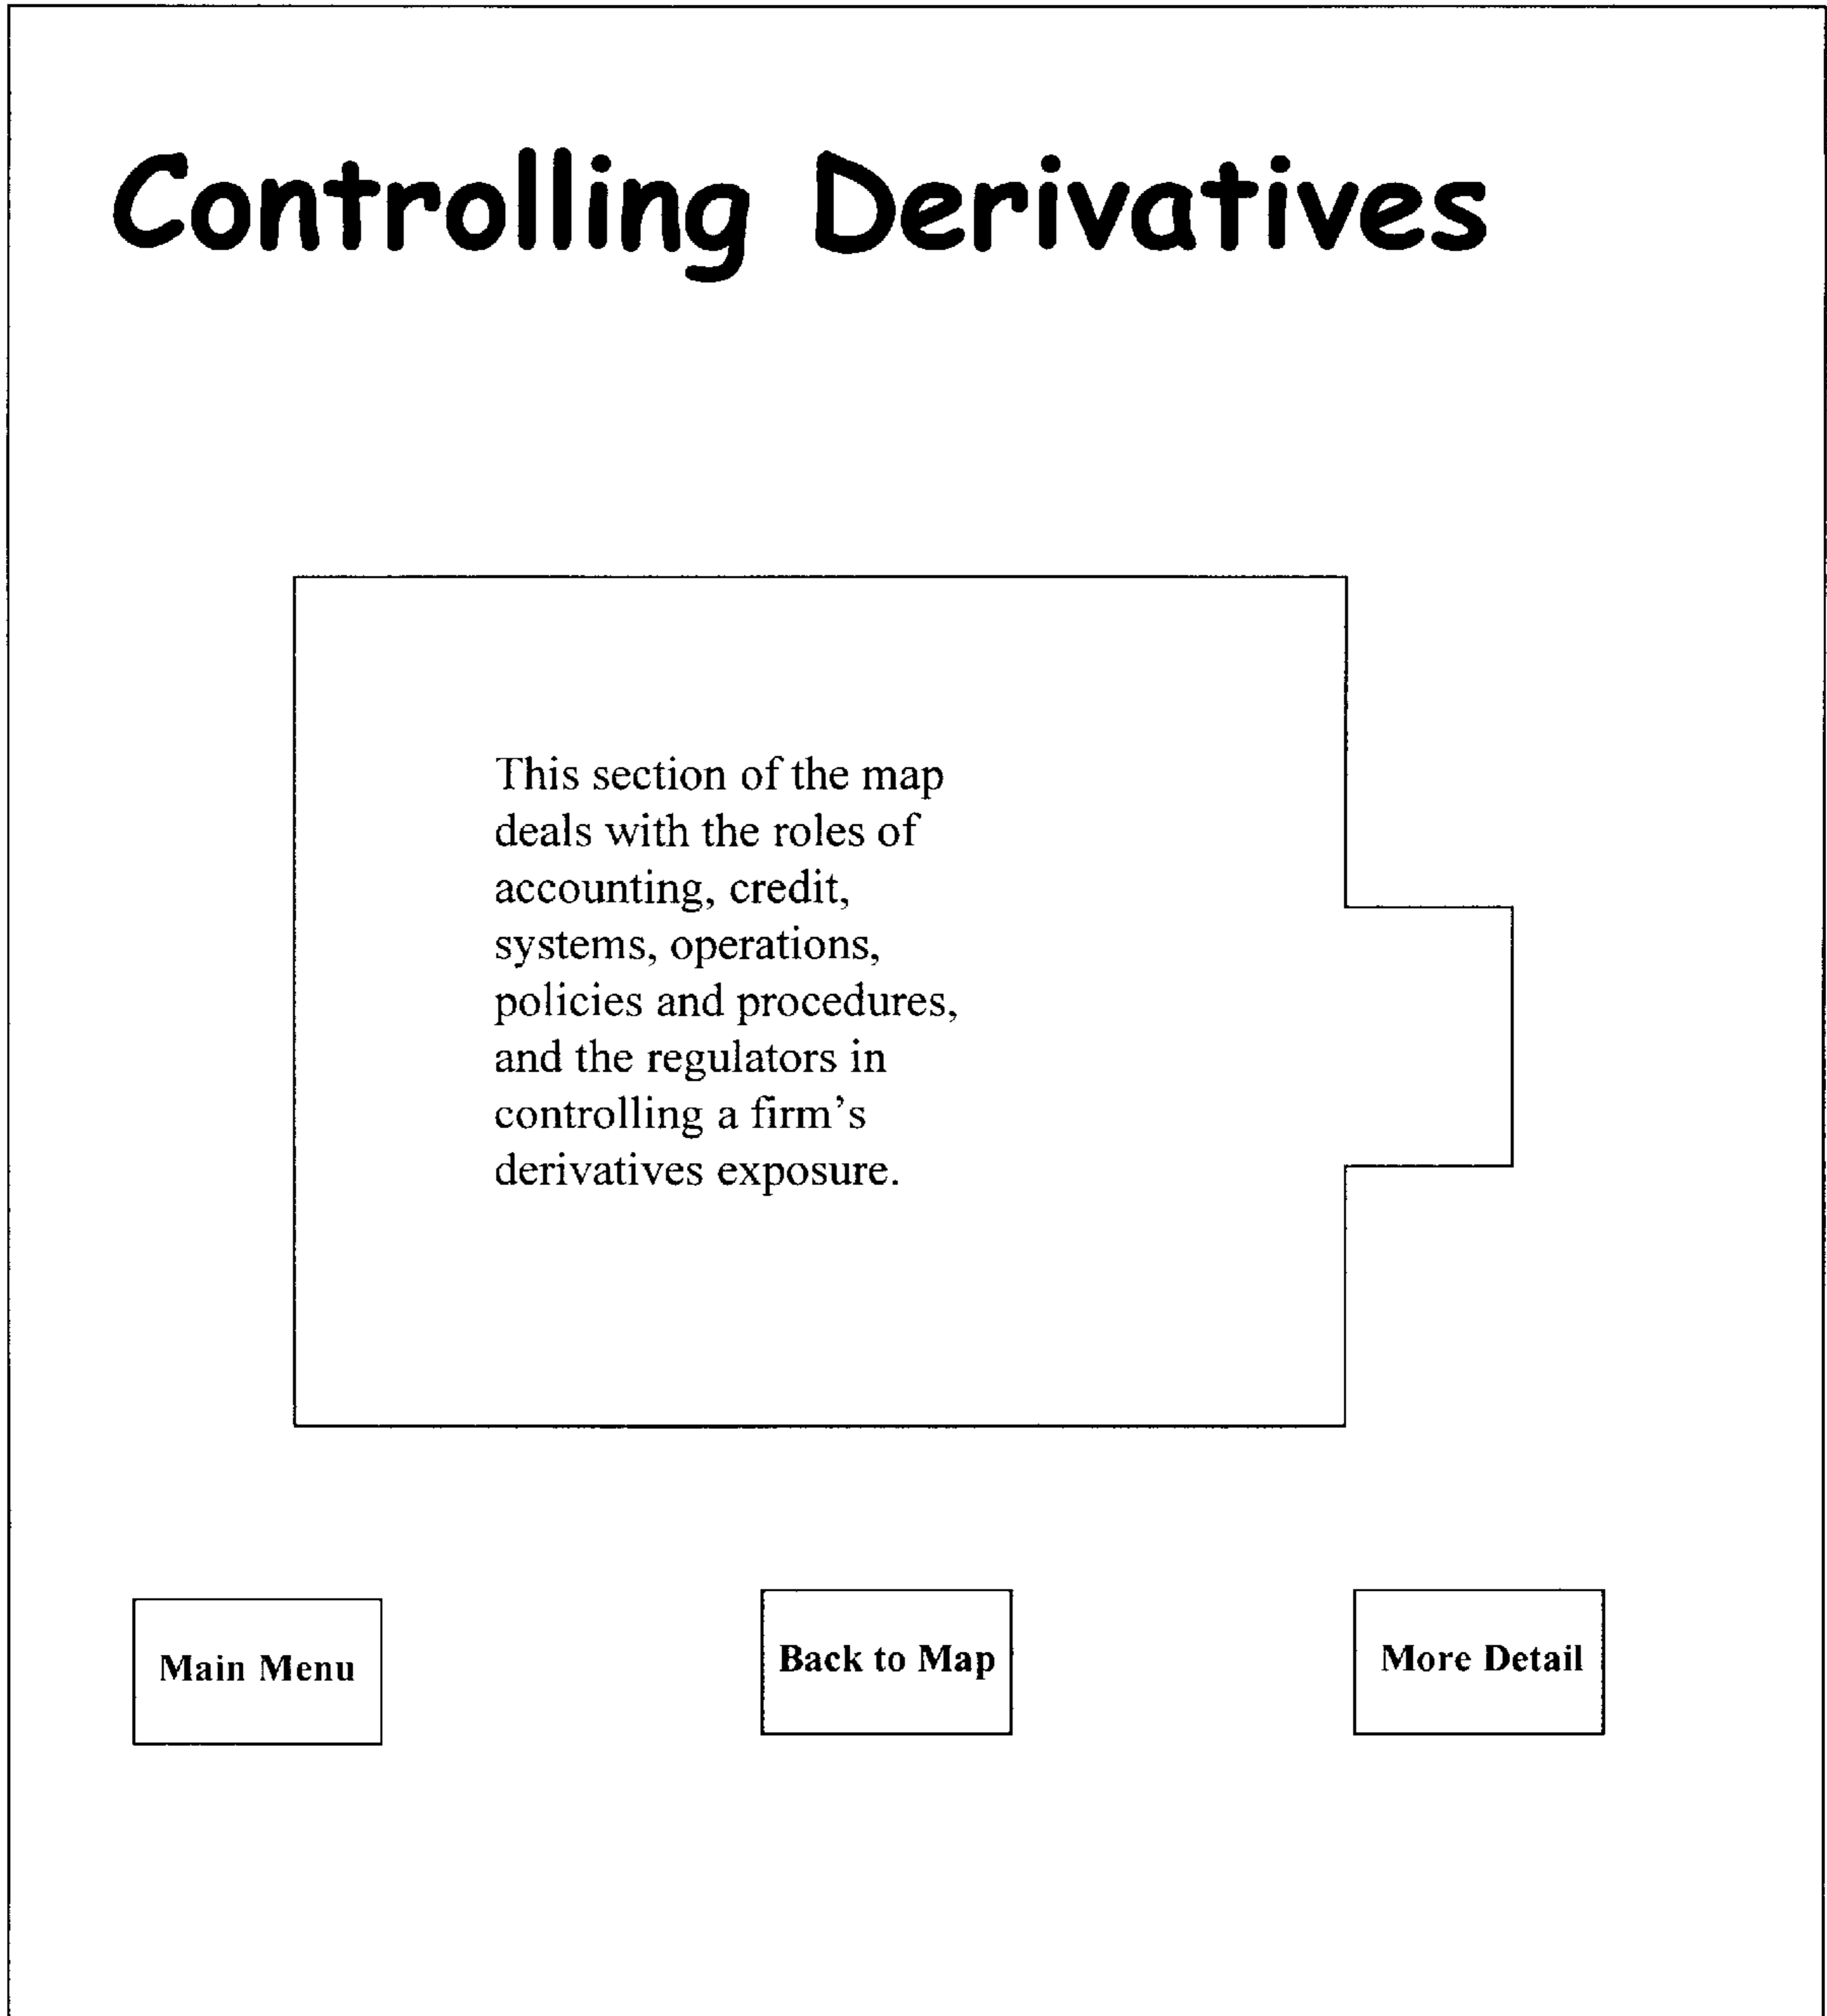 Controlling Derivatives
This section of the map
deals with the roles of
accounting, credit,
systems, operations,
policies and procedures,
and the regulators in
controlling a firm’s
derivatives exposure.
Main Menu
Back to Map
More Detail